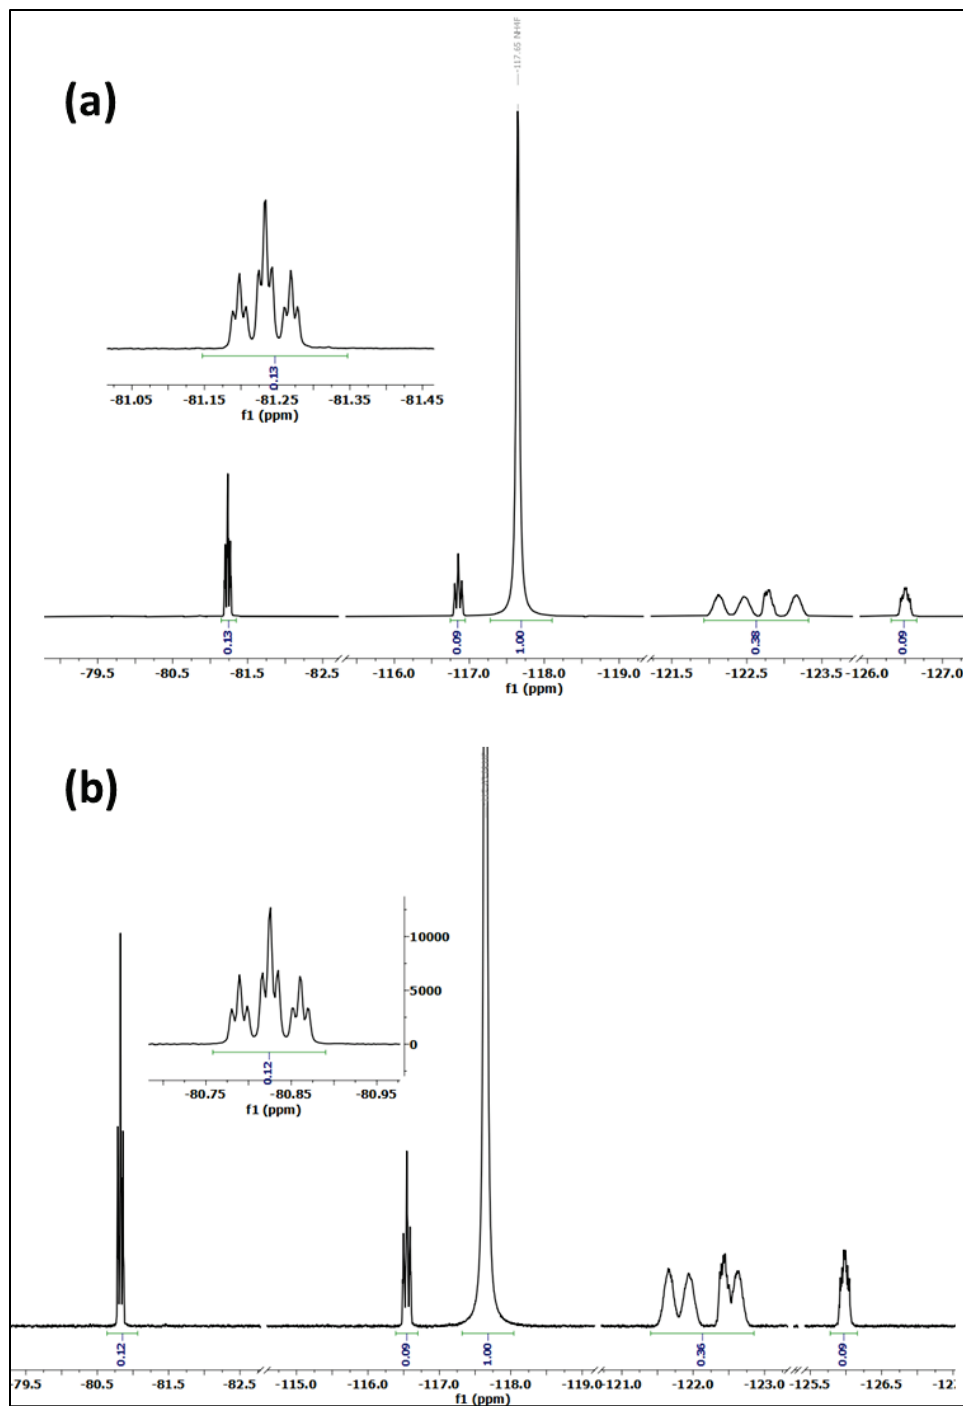 (a)
-117.65 NH4F
0.13
-81.05 -81.15 -81.25 -81.35 -81.45
f1 (ppm)
0.13 0.09 1.00 0.38 0.09
-79.5 -80.5 -81.5 -82.5 -116.0 -117.0 -118.0 -119.0 -121.5 -122.5 -123.5 -126.0 -127.0
f1 (ppm)
(b)
10000
5000
0
0.12
-80.75 -80.85 -80.95
f1 (ppm)
0.12 0.09 1.00 0.36 0.09
-79.5 -80.5 -81.5 -82.5 -115.0 -116.0 -117.0 -118.0 -119.0 -121.0 -122.0 -123.0 -125.5 -126.5
f1 (ppm)